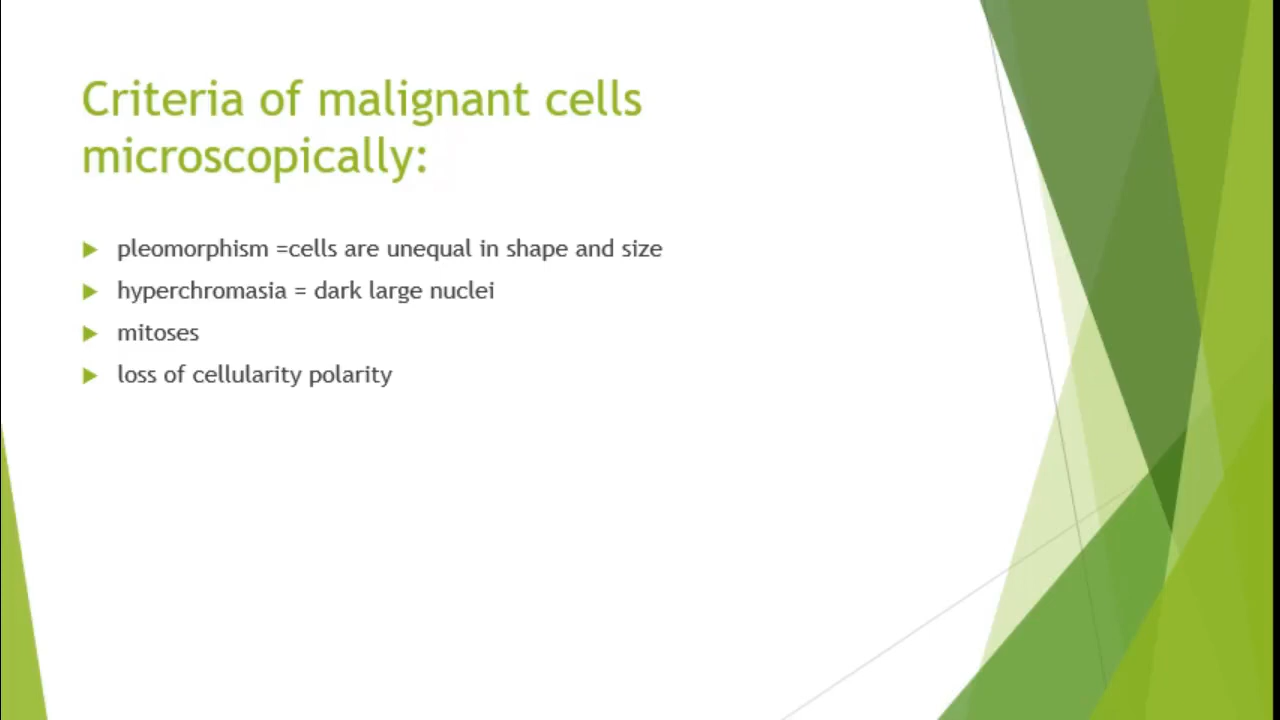 Criteria of malignant cells
microscopically:
pleomorphism =cells are unequal in shape and size
hyperchromasia = dark large nuclei
mitoses
loss of cellularity polarity